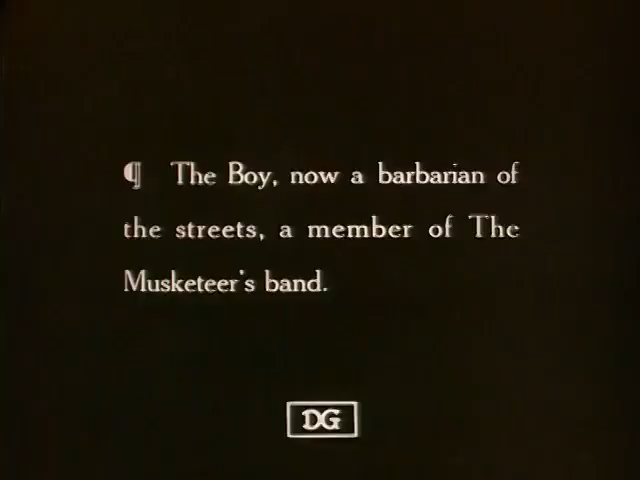 ¶ The Boy, now a barbarian of
the streets, a member of The
Musketeer's band.
DG